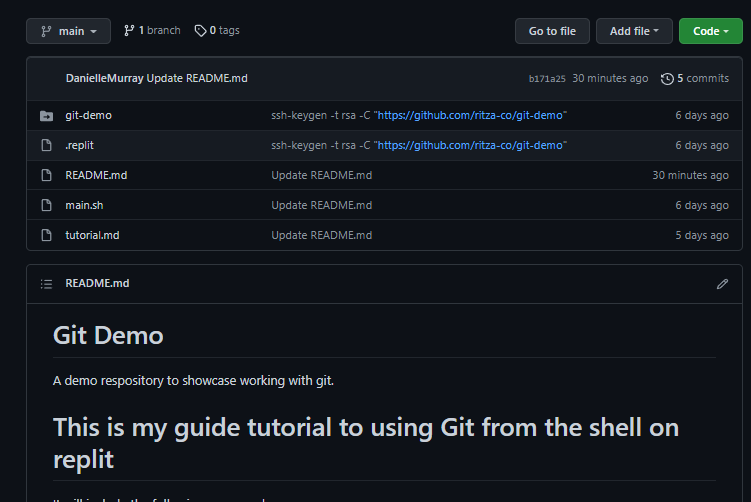 main 1 branch 0 tags Go to file Add file Code
DanielleMurray Update README.md b171a25 30 minutes ago 5 commits
git-demo ssh-keygen -t rsa -C "https://github.com/ritza-co/git-demo" 6 days ago
.replit ssh-keygen -t rsa -C "https://github.com/ritza-co/git-demo" 6 days ago
README.md Update README.md 30 minutes ago
main.sh Update README.md 6 days ago
tutorial.md Update README.md 5 days ago
README.md
Git Demo
A demo respository to showcase working with git.
This is my guide tutorial to using Git from the shell on
replit